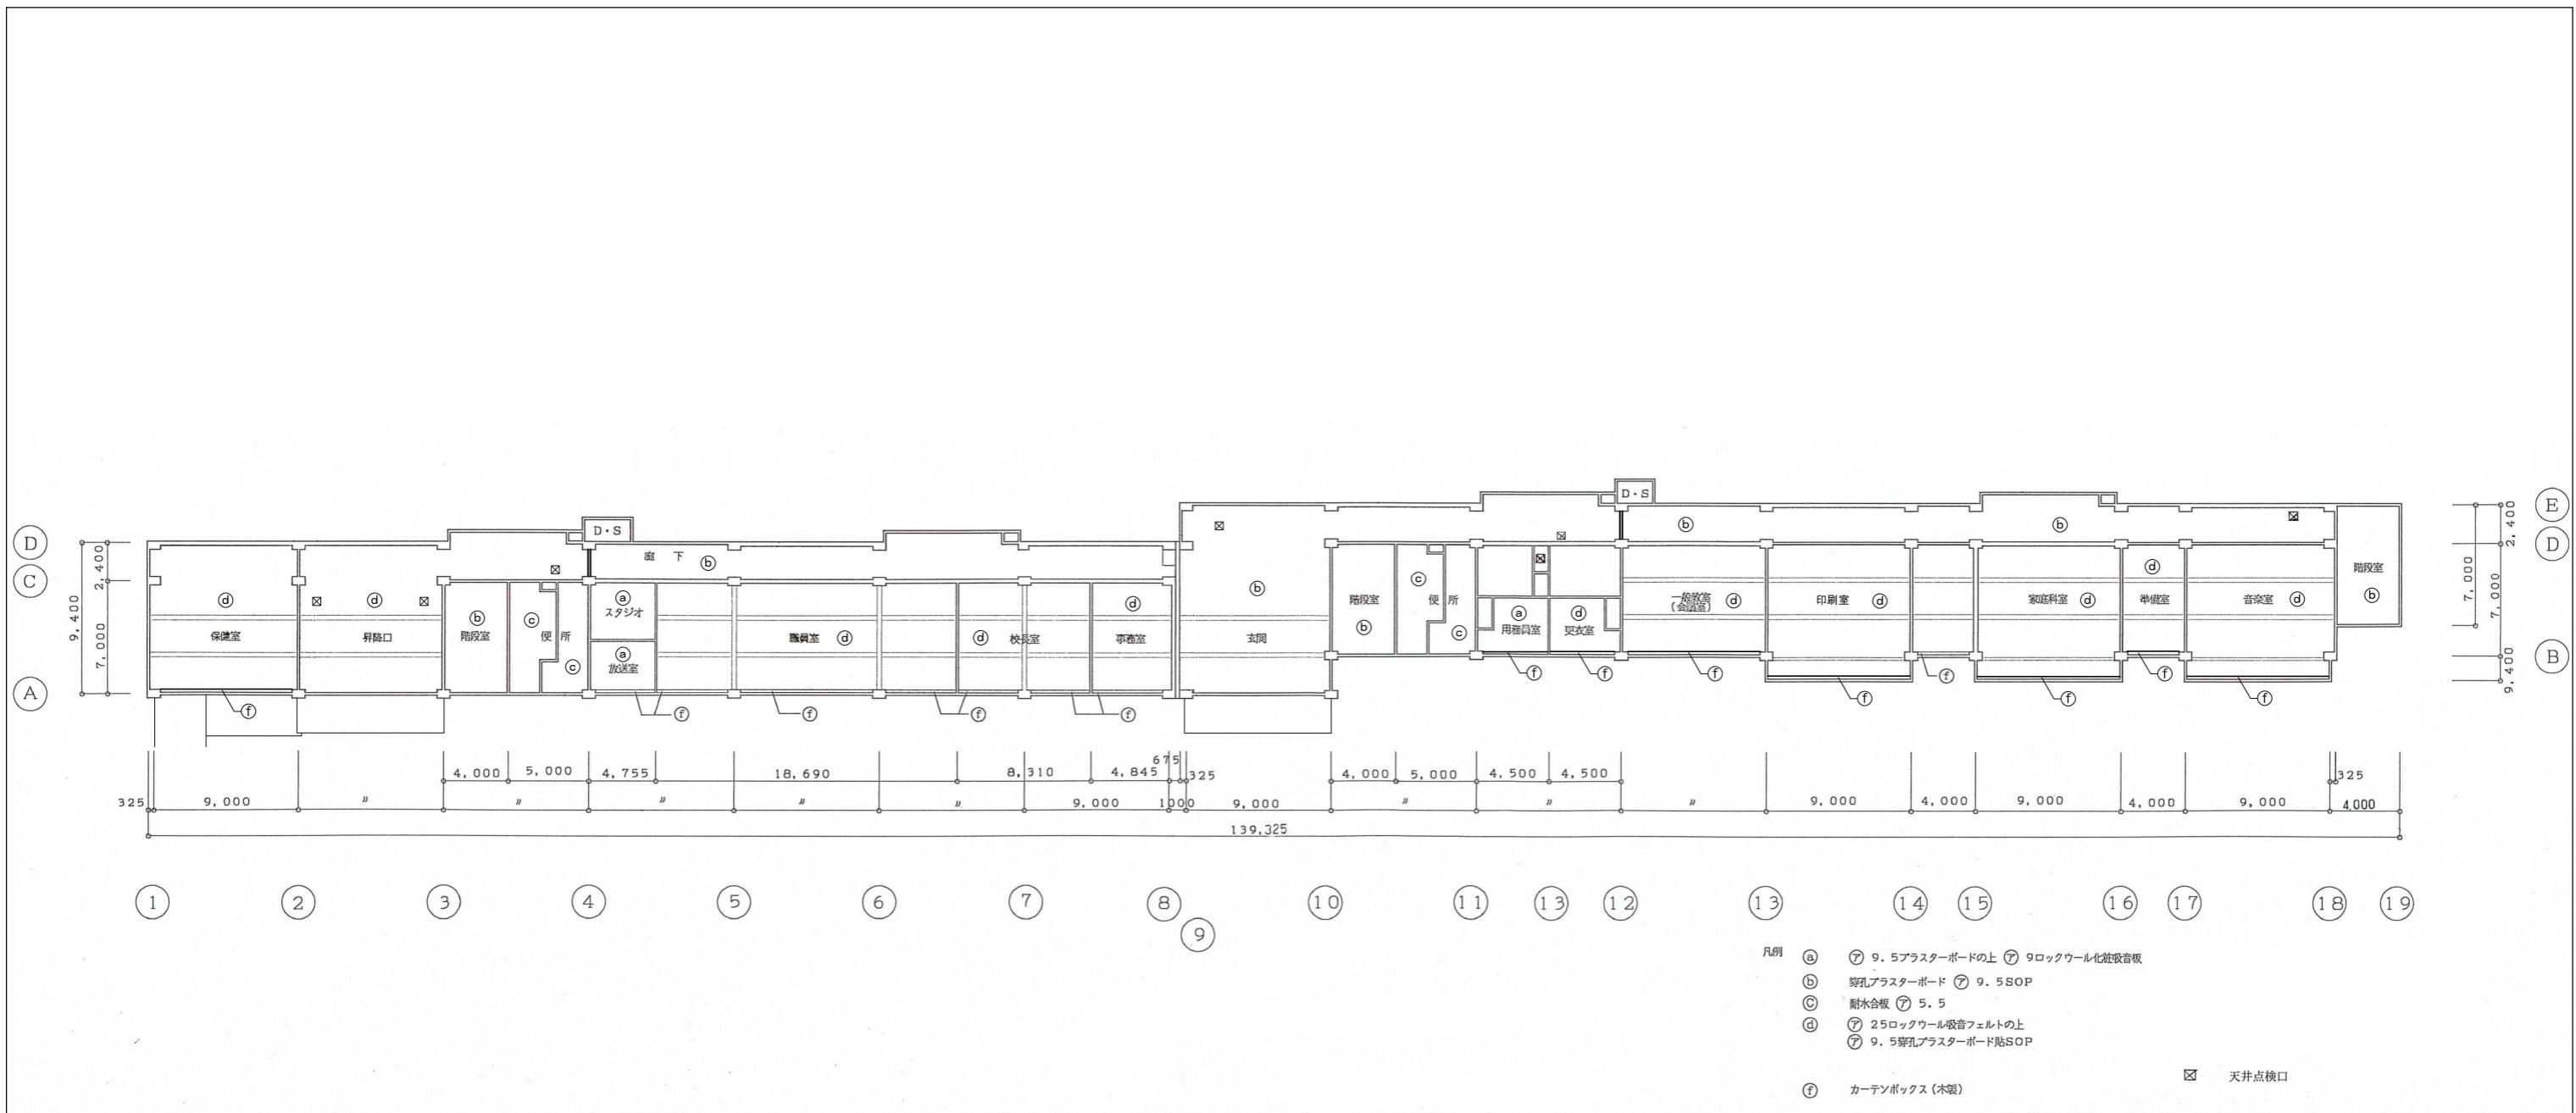 D・S
E
2,400
D
D・S
D
C
廊 下
b
b
b
7,000
7,000
9,400
B
2,400
7,000
9,400
A
d
保健室
d
昇降口
b
階段室
c
便 所
c
a
スタジオ
a
放送室
職員室
d
d
校長室
d
事務室
b
玄関
階段室
b
c
便 所
c
a
用務員室
d
更衣室
一般教室
(会議室)
d
印刷室
d
家庭科室
d
d
準備室
音楽室
d
階段室
b
f
f
f
f
f
f
f
f
f
f
f
f
f
675
4,000
5,000
4,755
18,690
8,310
4,845
325
4,000
5,000
4,500
4,500
325
325
9,000
〃
〃
〃
〃
〃
9,000
1000
9,000
〃
〃
〃
9,000
4,000
9,000
4,000
9,000
4,000
139,325
1
2
3
4
5
6
7
8
9
10
11
13
12
13
14
15
16
17
18
19
凡例
a ア 9.5プラスターボードの上 ア 9ロックウール化粧吸音板
b 穿孔プラスターボード ア 9.5SOP
C 耐水合板 ア 5.5
d ア 25ロックウール吸音フェルトの上
ア 9.5穿孔プラスターボード貼SOP
f カーテンボックス(木製)
天井点検口